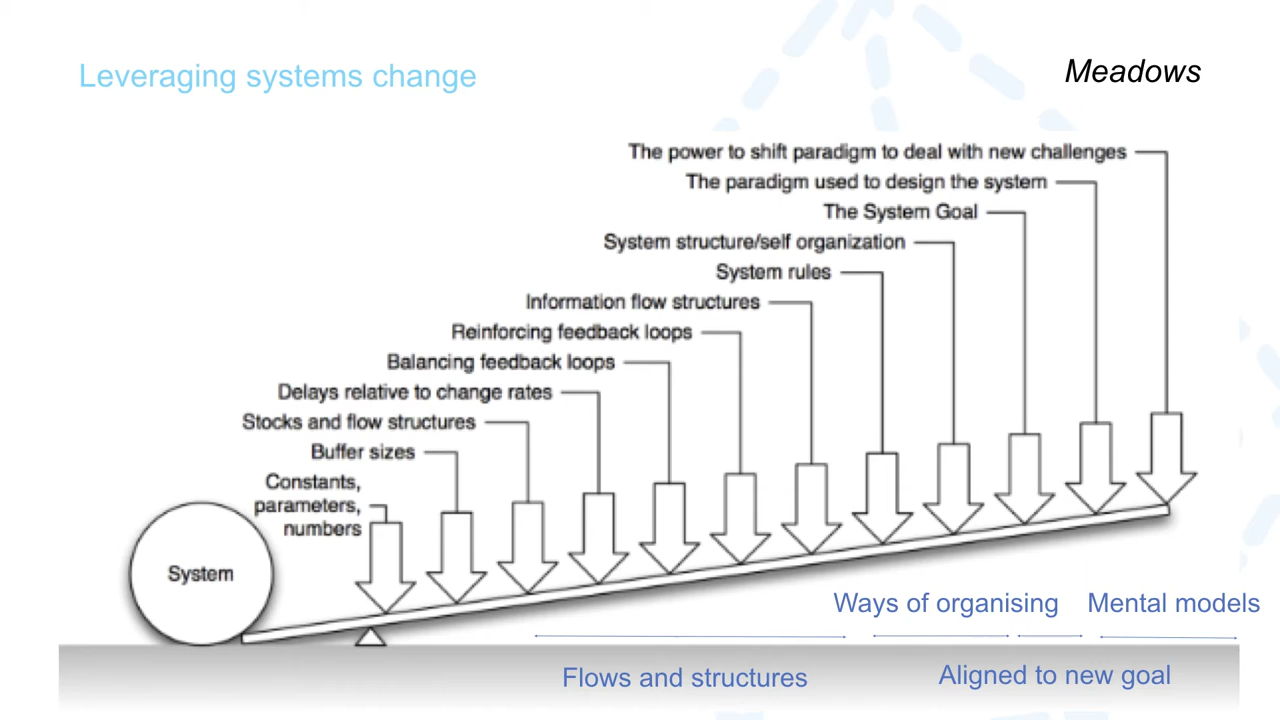 Leveraging systems change
Meadows
The power to shift paradigm to deal with new challenges
The paradigm used to design the system
The System Goal
System structure/self organization
System rules
Information flow structures
Reinforcing feedback loops
Balancing feedback loops
Delays relative to change rates
Stocks and flow structures
Buffer sizes
Constants,
parameters,
numbers
System
Ways of organising
Mental models
Flows and structures
Aligned to new goal